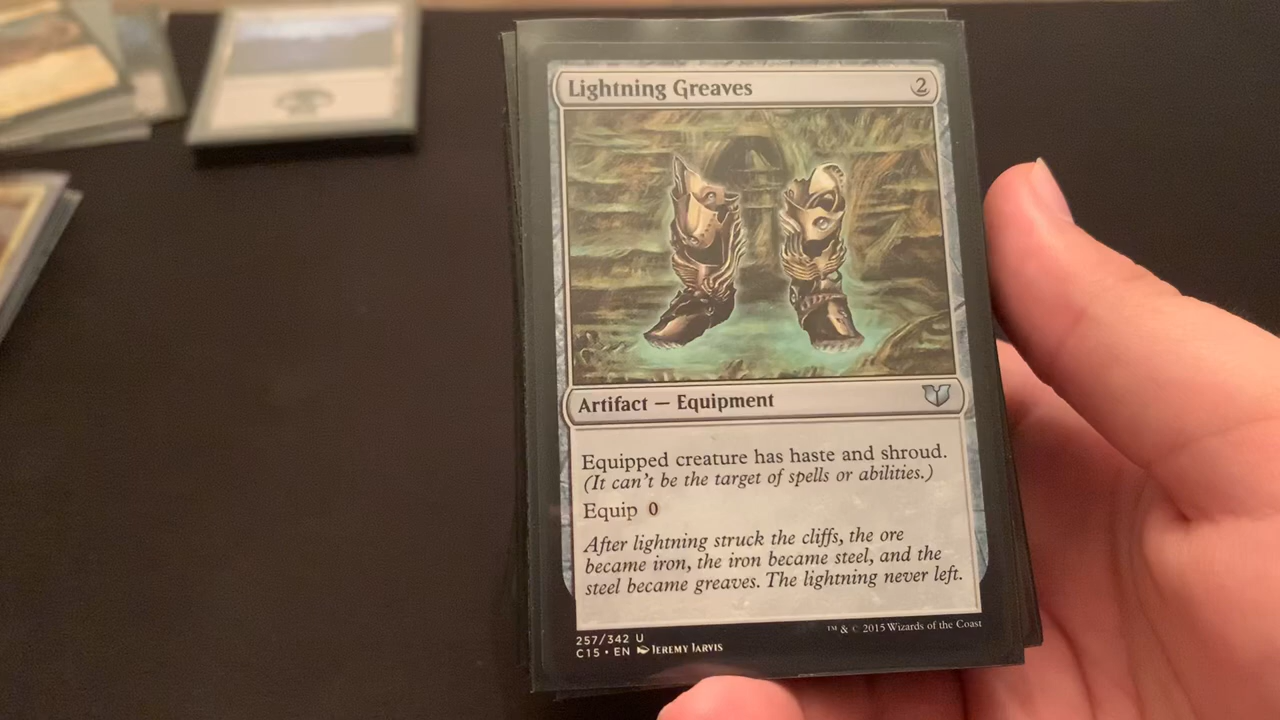 Lightning Greaves 2
Artifact — Equipment
Equipped creature has haste and shroud.
(It can't be the target of spells or abilities.)
Equip 0
After lightning struck the cliffs, the ore
became iron, the iron became steel, and the
steel became greaves. The lightning never left.
257/342 U
™ & © 2015 Wizards of the Coast
C15 • EN JEREMY JARVIS